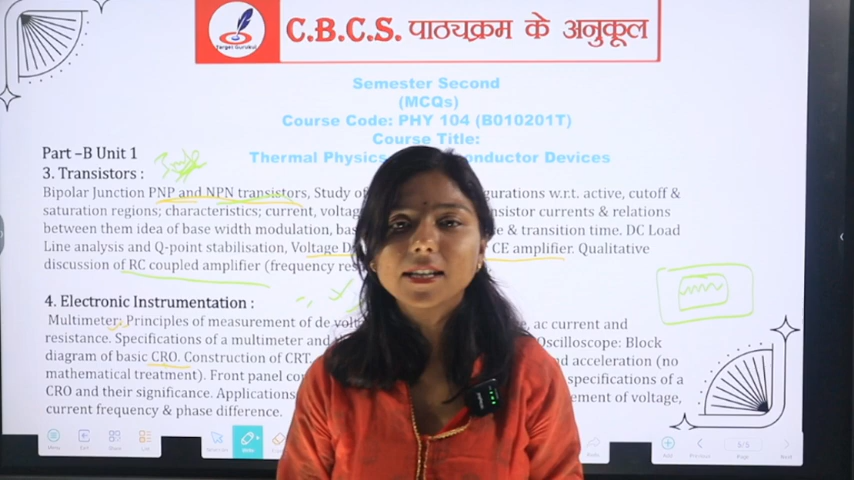 Target Gurukul
C.B.C.S. पाठ्यक्रम के अनुकूल
Semester Second
(MCQs)
Course Code: PHY 104 (B010201T)
Course Title:
Thermal Physics
Devices
Part –B Unit 1
3. Transistors :
Bipolar Junction PNP and NPN transistors, Study of
w.r.t. active, cutoff &
saturation regions; characteristics; current, voltag
currents & relations
between them idea of base width modulation, bas
& transition time. DC Load
Line analysis and Q-point stabilisation, Voltage D
CE amplifier. Qualitative
discussion of RC coupled amplifier (frequency res
4. Electronic Instrumentation :
Multimeter: Principles of measurement of dc volt
, ac current and
resistance. Specifications of a multimeter and
Oscilloscope: Block
diagram of basic CRO. Construction of CRT,
acceleration (no
mathematical treatment). Front panel co
specifications of a
CRO and their significance. Applications
of voltage,
current frequency & phase difference.
Menu
Page
Next
5/5